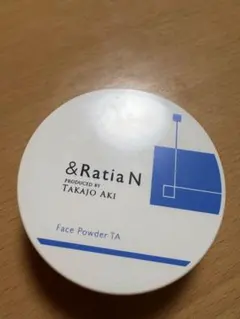 &RatiaN
PRODUCED BY
TAKAJO AKI
Face Powder TA